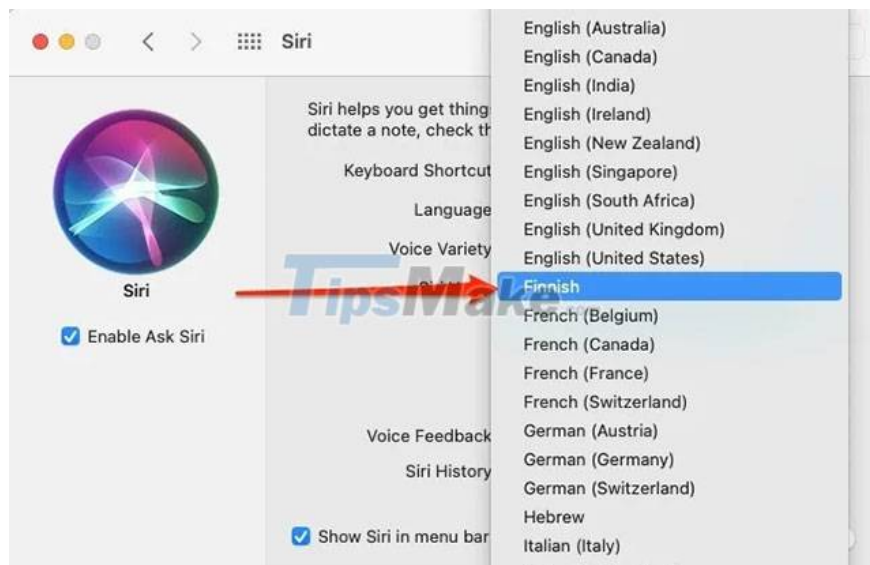 Siri
Siri helps you get thing
dictate a note, check th
Keyboard Shortcut
Language
Voice Variety
Siri
Enable Ask Siri
Voice Feedback
Siri History
Show Siri in menu bar
English (Australia)
English (Canada)
English (India)
English (Ireland)
English (New Zealand)
English (Singapore)
English (South Africa)
English (United Kingdom)
English (United States)
Finnish
French (Belgium)
French (Canada)
French (France)
French (Switzerland)
German (Austria)
German (Germany)
German (Switzerland)
Hebrew
Italian (Italy)
TipsMake.com